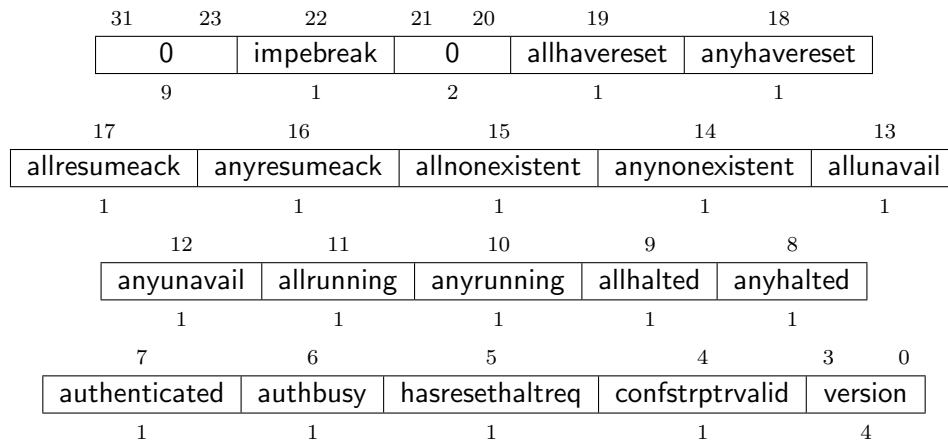 31 23 22 21 20 19 18
0 impebreak 0 allhavereset anyhavereset
9 1 2 1 1
17 16 15 14 13
allresumeack anyresumeack allnonexistent anynonexistent allunavail
1 1 1 1 1
12 11 10 9 8
anyunavail allrunning anyrunning allhalted anyhalted
1 1 1 1 1
7 6 5 4 3 0
authenticated authbusy hasresethaltreq confstrptrvalid version
1 1 1 1 4